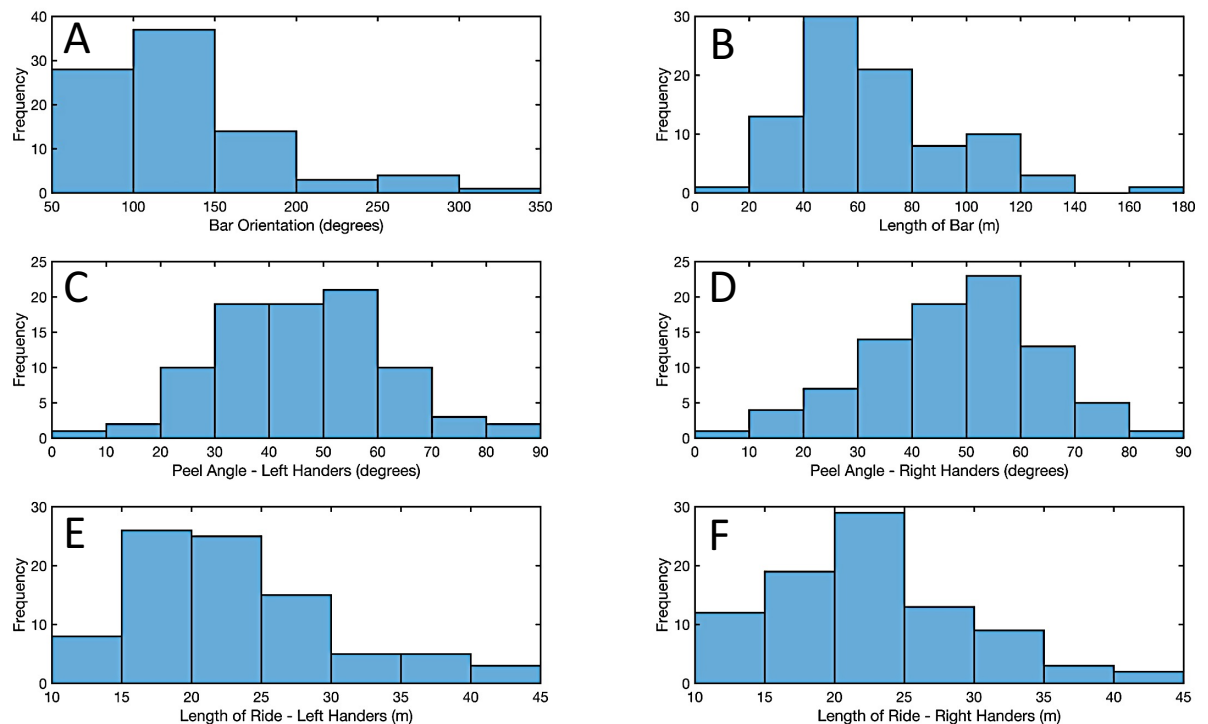 A
Frequency
40
30
20
10
0
50 100 150 200 250 300 350
Bar Orientation (degrees)
B
Frequency
30
20
10
0
0 20 40 60 80 100 120 140 160 180
Length of Bar (m)
C
Frequency
25
20
15
10
5
0
0 10 20 30 40 50 60 70 80 90
Peel Angle - Left Handers (degrees)
D
Frequency
25
20
15
10
5
0
0 10 20 30 40 50 60 70 80 90
Peel Angle - Right Handers (degrees)
E
Frequency
30
20
10
0
10 15 20 25 30 35 40 45
Length of Ride - Left Handers (m)
F
Frequency
30
20
10
0
10 15 20 25 30 35 40 45
Length of Ride - Right Handers (m)